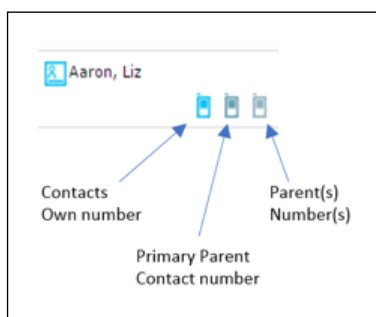 Aaron, Liz
Contacts
Own number
Parent(s)
Number(s)
Primary Parent
Contact number